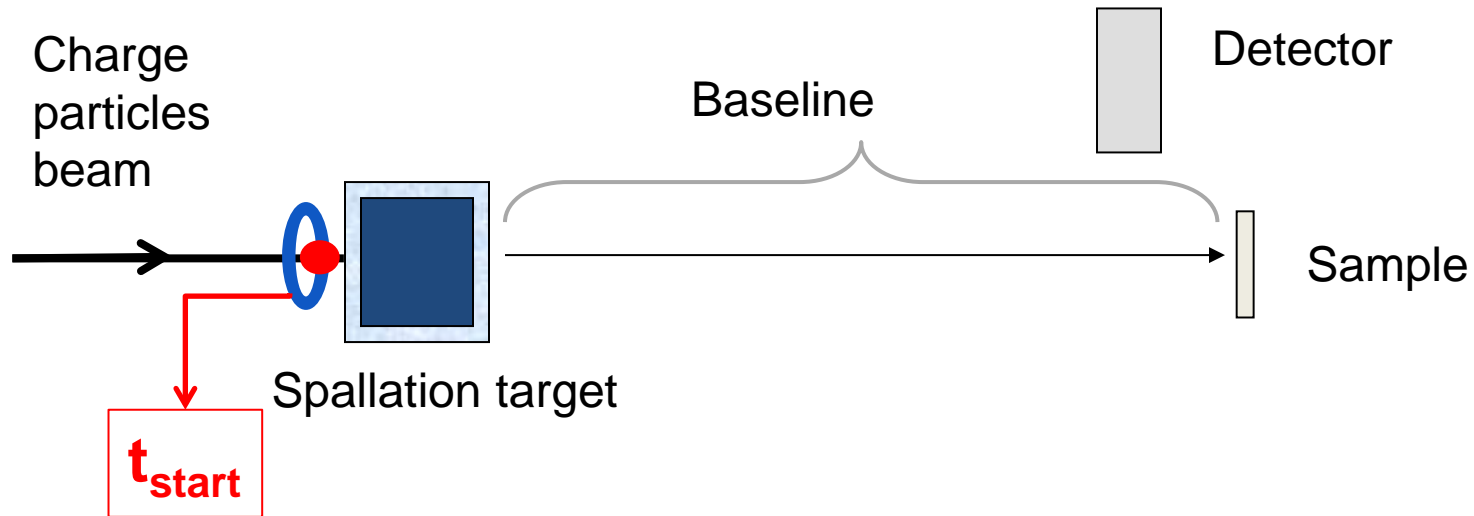 Charge
particles
beam
Baseline
Detector
Sample
Spallation target
tstart